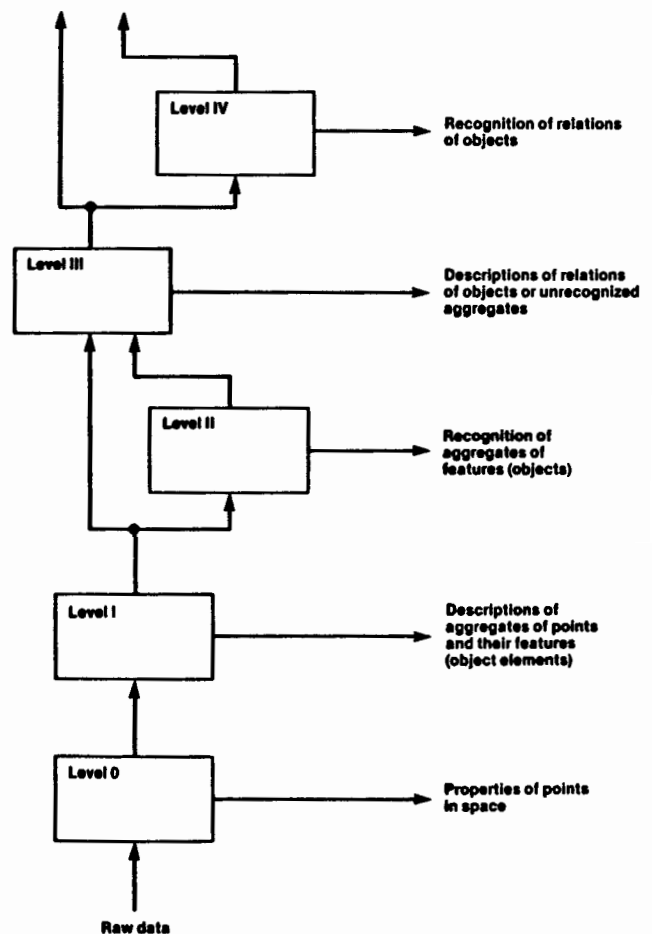 Level IV
Recognition of relations
of objects
Level III
Descriptions of relations
of objects or unrecognized
aggregates
Level II
Recognition of
aggregates of
features (objects)
Level I
Descriptions of
aggregates of points
and their features
(object elements)
Level 0
Properties of points
in space
Raw data